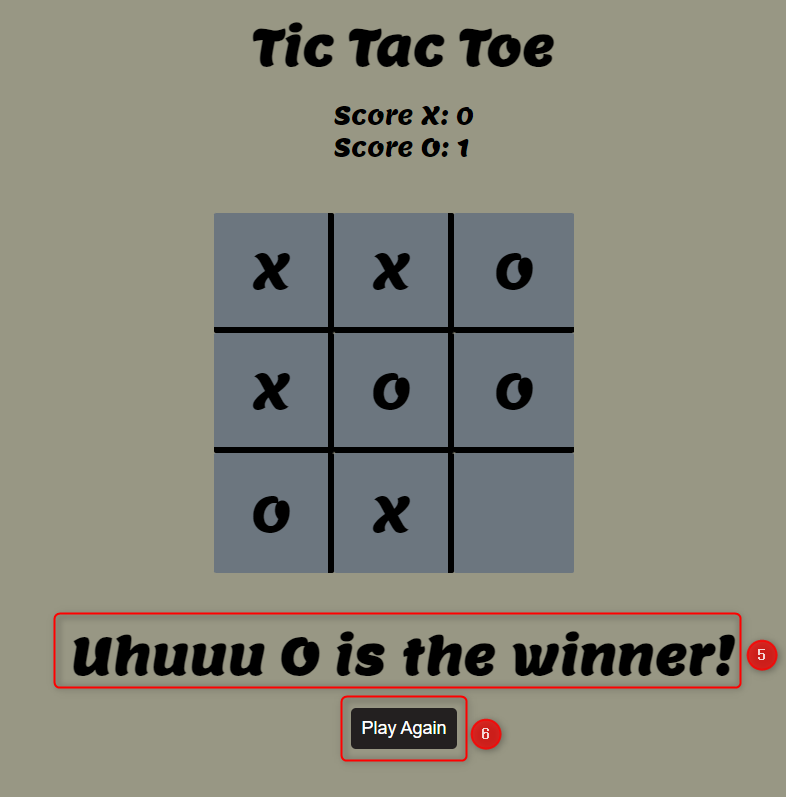 Tic Tac Toe
Score X: 0
Score O: 1
X X O
X O O
O X
Uhuuu O is the winner!
5
Play Again
6